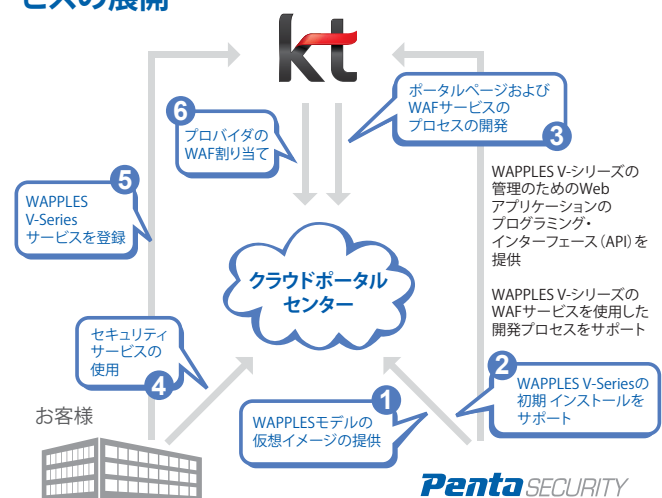 ビスの展開
kt
6
プロバイダの
WAF割り当て
ポータルページおよび
WAFサービスの
プロセスの開発
3
5
WAPPLES
V-Series
サービスを登録
WAPPLES V-シリーズの
管理のためのWeb
アプリケーションの
プログラミング・
インターフェース（API）を
提供
クラウドポータル
センター
WAPPLES V-シリーズの
WAFサービスを使用した
開発プロセスをサポート
セキュリティ
サービスの
使用
4
2
WAPPLES V-Seriesの
初期 インストールを
サポート
1
WAPPLESモデルの
仮想イメージの提供
お客様
Penta SECURITY